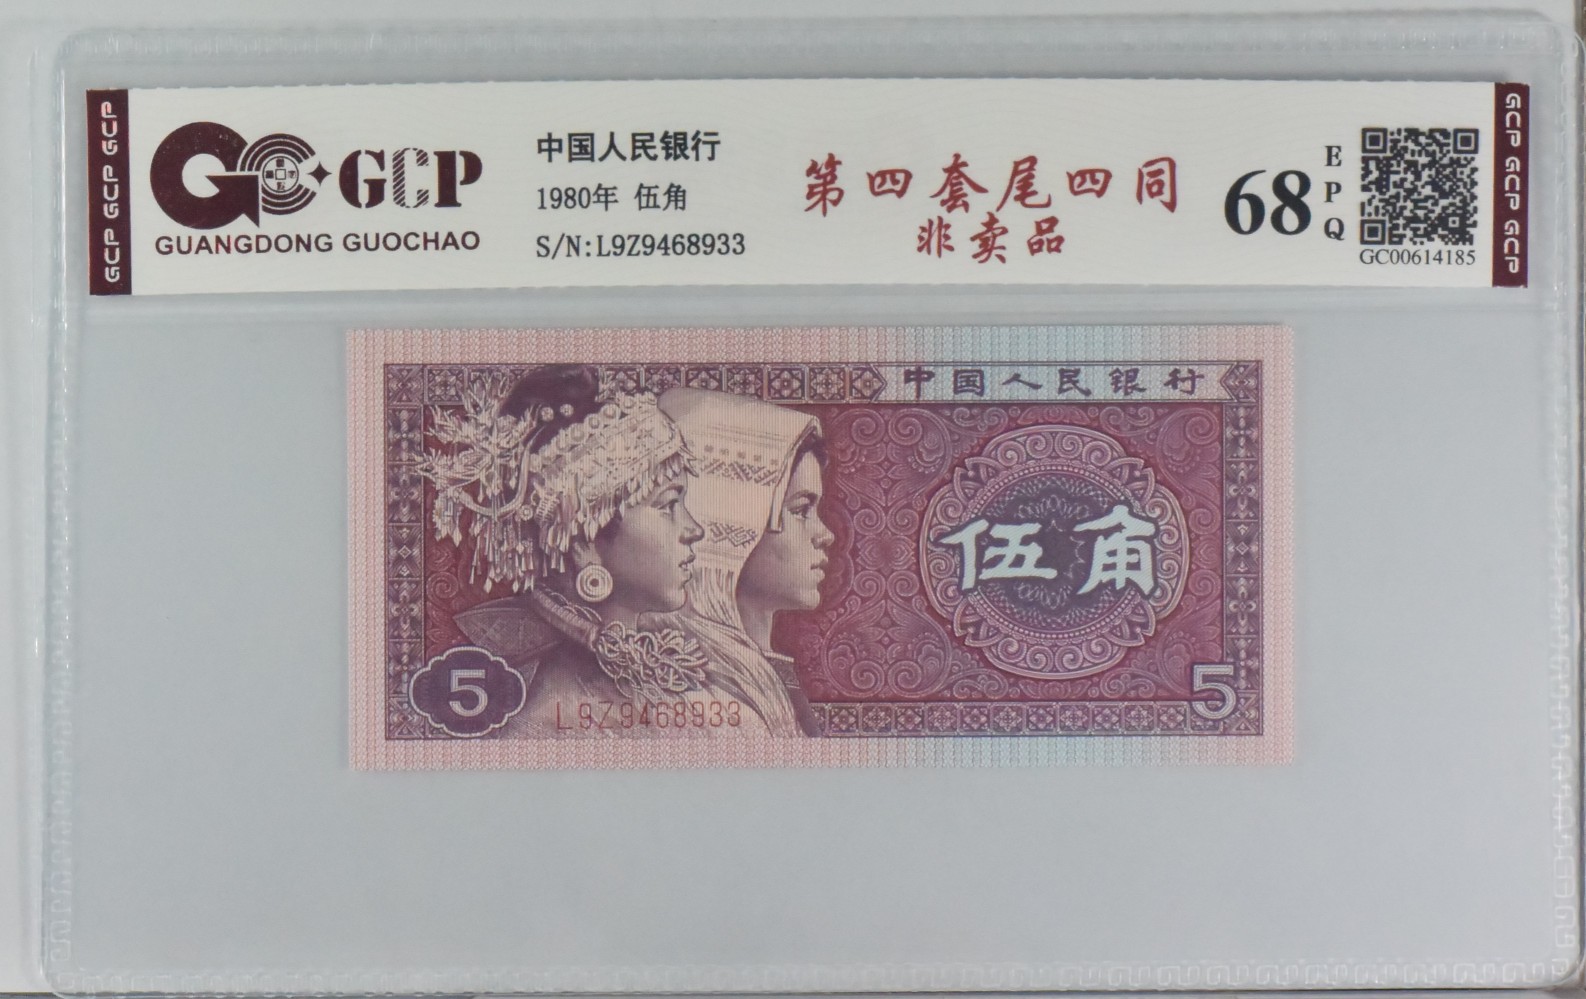 GCP GCP GCP
GCP
GUANGDONG GUOCHAO
中国人民银行
1980年 伍角
S/N:L9Z9468933
第四套尾四同
非卖品
68
EPQ
GC00614185
GCP GCP GCP
中国人民银行
伍角
5
L9Z9468933
5